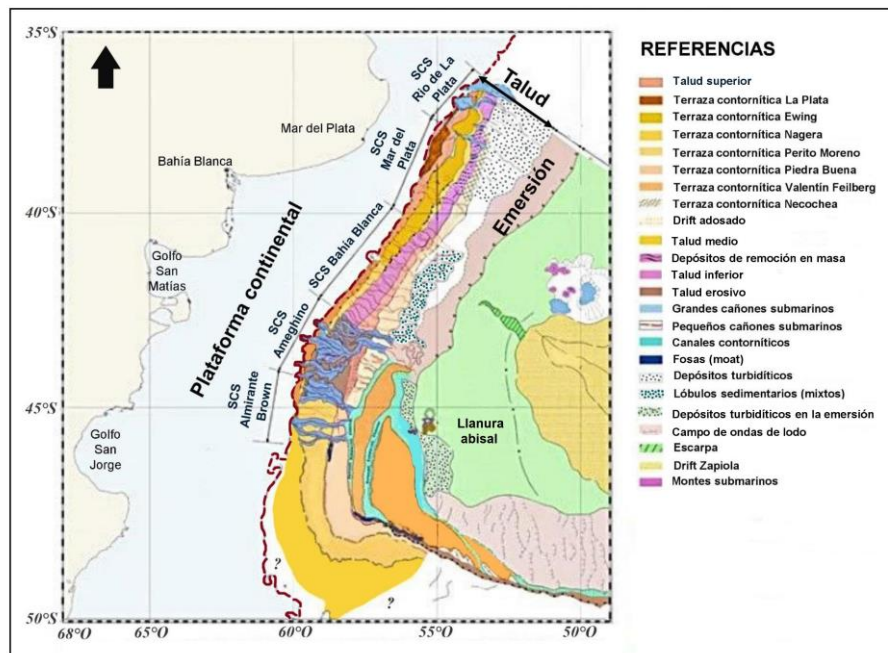 35°S
40°S
45°S
50°S
68°O
65°O
60°O
55°O
50°O
Mar del Plata
Bahía Blanca
Golfo
San
Matías
Golfo
San
Jorge
Plataforma continental
SCS
Río de La
Plata
SCS
Mar del
Plata
SCS Bahía Blanca
SCS
Ameghino
SCS
Almirante
Brown
Talud
Emersión
Llanura
abisal
?
?
REFERENCIAS
Talud superior
Terraza contornítica La Plata
Terraza contornítica Ewing
Terraza contornítica Nagera
Terraza contornítica Perito Moreno
Terraza contornítica Piedra Buena
Terraza contornítica Valentín Feilberg
Terraza contornítica Necochea
Drift adosado
Talud medio
Depósitos de remoción en masa
Talud inferior
Talud erosivo
Grandes cañones submarinos
Pequeños cañones submarinos
Canales contorníticos
Fosas (moat)
Depósitos turbidíticos
Lóbulos sedimentarios (mixtos)
Depósitos turbidíticos en la emersión
Campo de ondas de lodo
Escarpa
Drift Zapiola
Montes submarinos